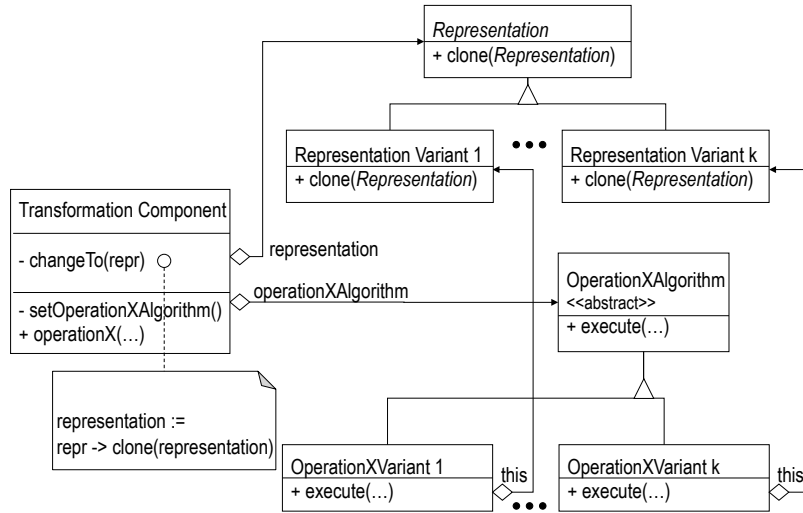 Representation
+ clone(Representation)
Representation Variant 1
+ clone(Representation)
•••
Representation Variant k
+ clone(Representation)
Transformation Component
- changeTo(repr)
- setOperationXAlgorithm()
+ operationX(…)
representation
operationXAlgorithm
OperationXAlgorithm
<<abstract>>
+ execute(…)
representation :=
repr -> clone(representation)
OperationXVariant 1
+ execute(…)
this
•••
OperationXVariant k
+ execute(…)
this